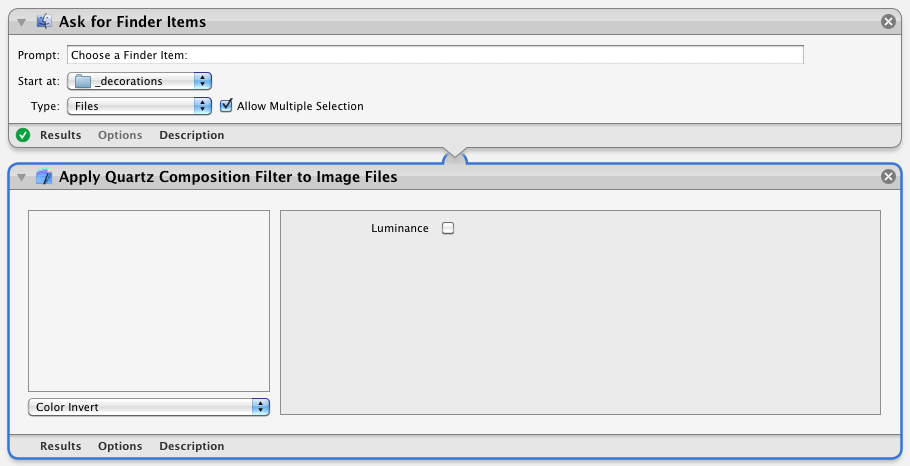 Ask for Finder Items
Prompt: Choose a Finder Item:
Start at: _decorations
Type: Files Allow Multiple Selection
Results Options Description
Apply Quartz Composition Filter to Image Files
Luminance
Color Invert
Results Options Description